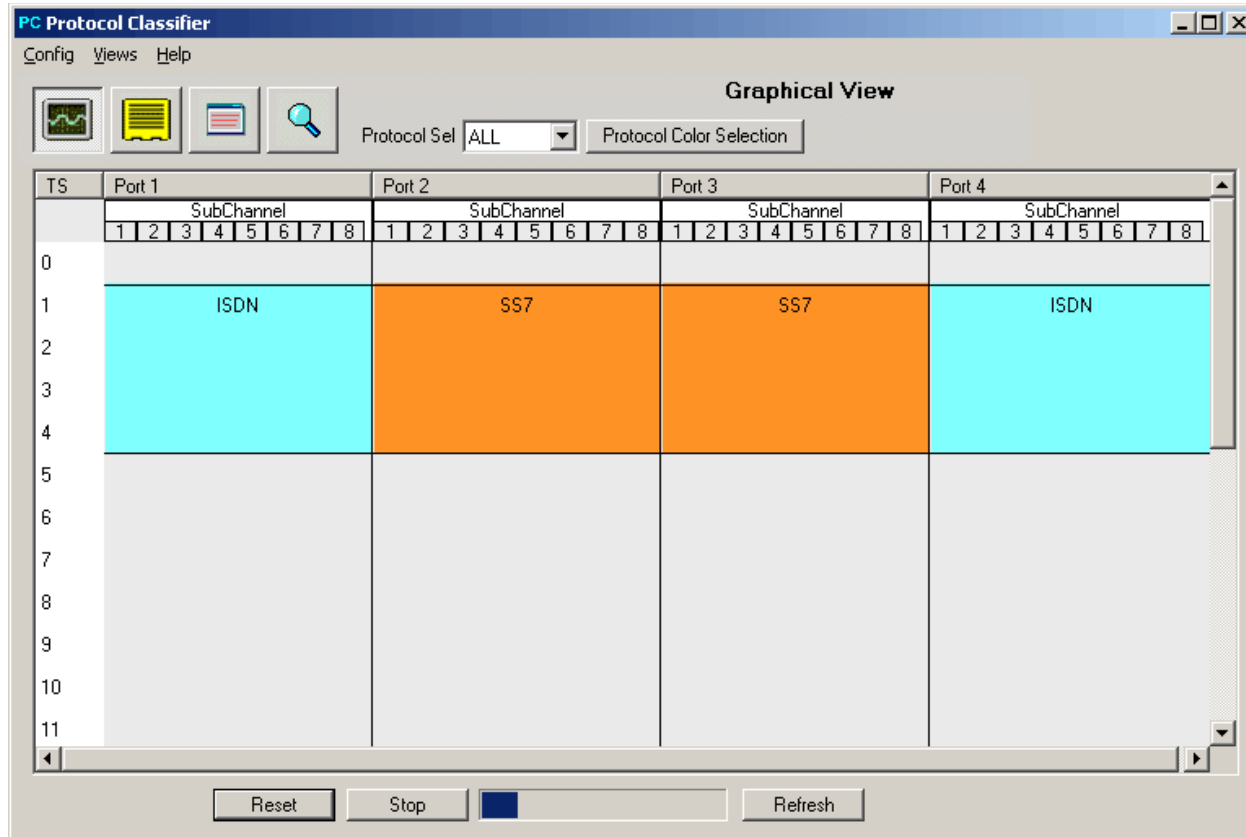 PC Protocol Classifier
Config Views Help
Graphical View
Protocol Sel ALL Protocol Color Selection
TS Port 1 Port 2 Port 3 Port 4
SubChannel SubChannel SubChannel SubChannel
1 2 3 4 5 6 7 8 1 2 3 4 5 6 7 8 1 2 3 4 5 6 7 8 1 2 3 4 5 6 7 8
0
1 ISDN SS7 SS7 ISDN
2
3
4
5
6
7
8
9
10
11
Reset Stop Refresh